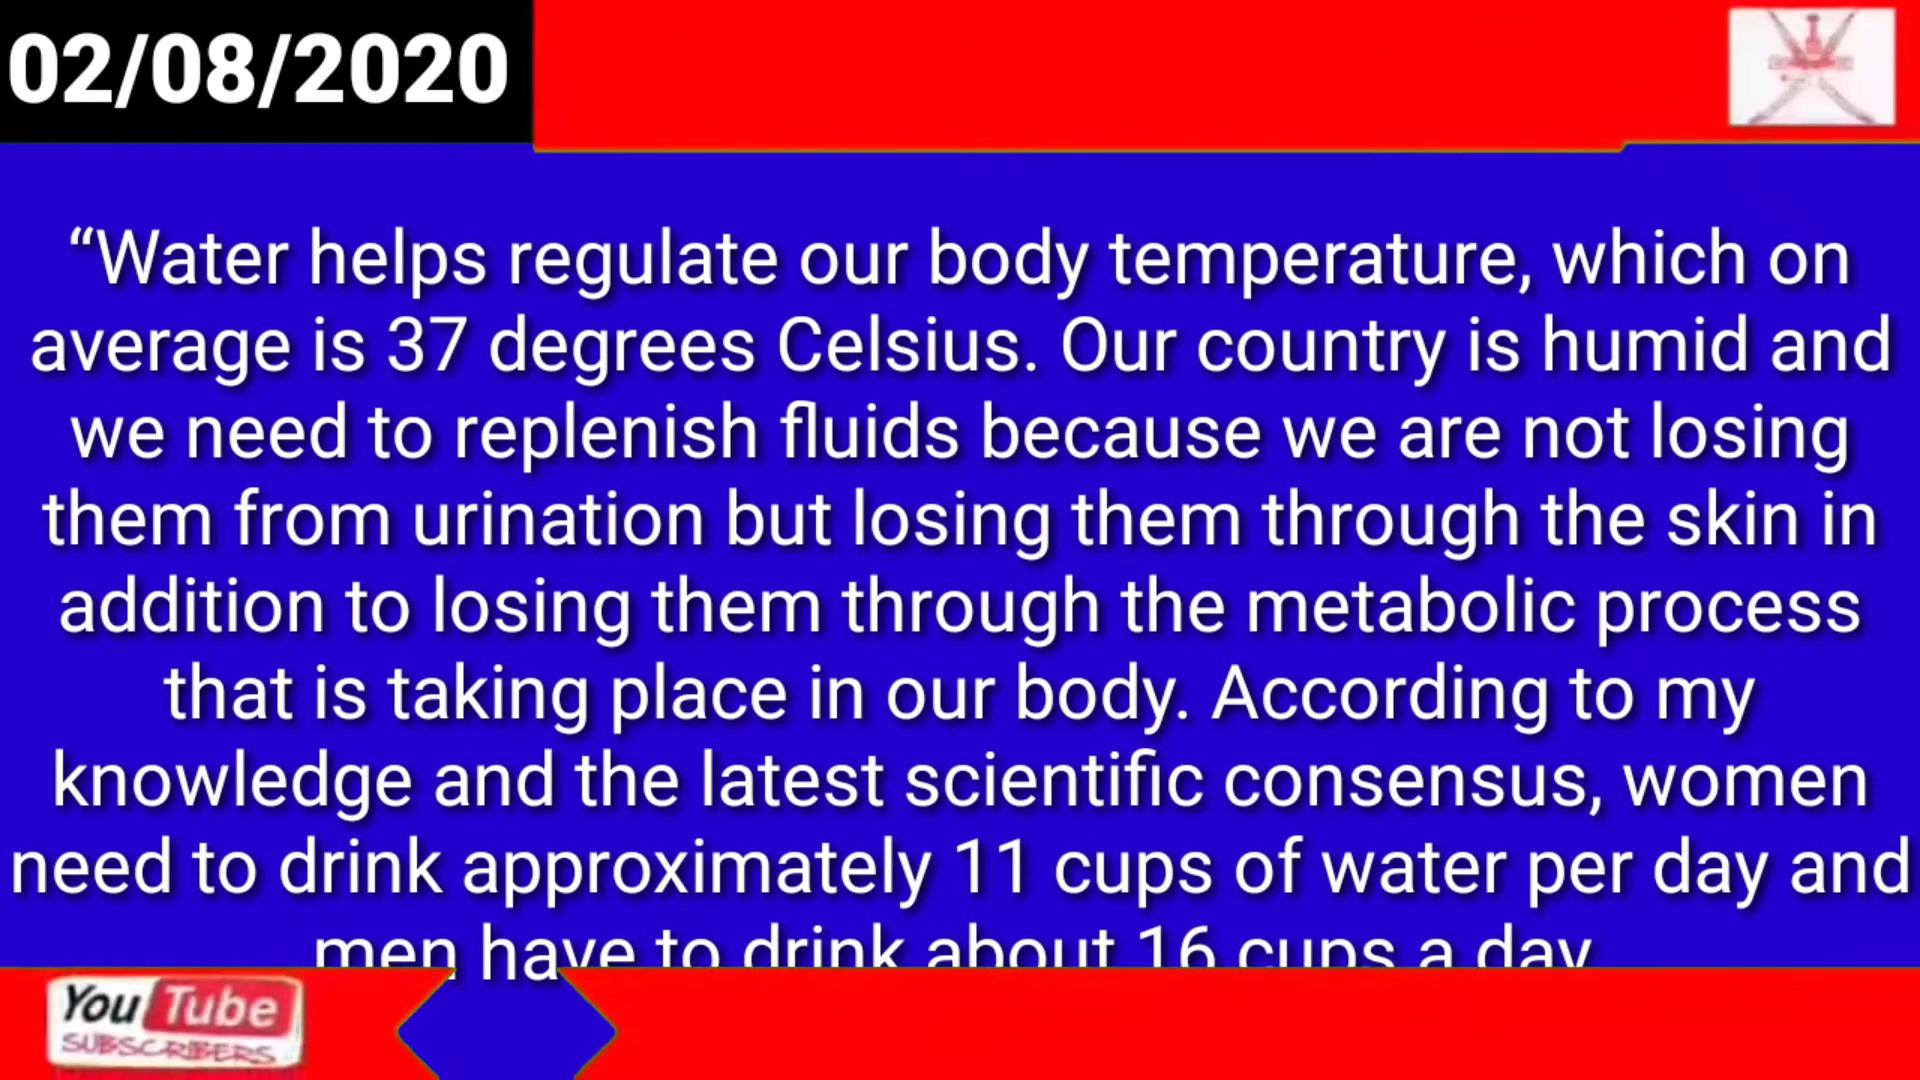 02/08/2020
“Water helps regulate our body temperature, which on
average is 37 degrees Celsius. Our country is humid and
we need to replenish fluids because we are not losing
them from urination but losing them through the skin in
addition to losing them through the metabolic process
that is taking place in our body. According to my
knowledge and the latest scientific consensus, women
need to drink approximately 11 cups of water per day and
men have to drink about 16 cups a day
YouTube
SUBSCRIBERS